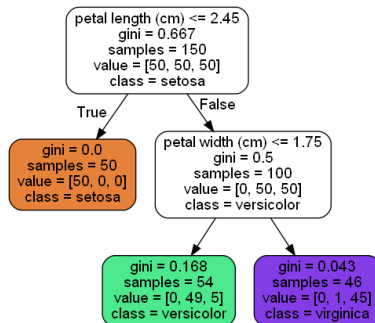 petal length (cm) <= 2.45
gini = 0.667
samples = 150
value = [50, 50, 50]
class = setosa
True
False
gini = 0.0
samples = 50
value = [50, 0, 0]
class = setosa
petal width (cm) <= 1.75
gini = 0.5
samples = 100
value = [0, 50, 50]
class = versicolor
gini = 0.168
samples = 54
value = [0, 49, 5]
class = versicolor
gini = 0.043
samples = 46
value = [0, 1, 45]
class = virginica